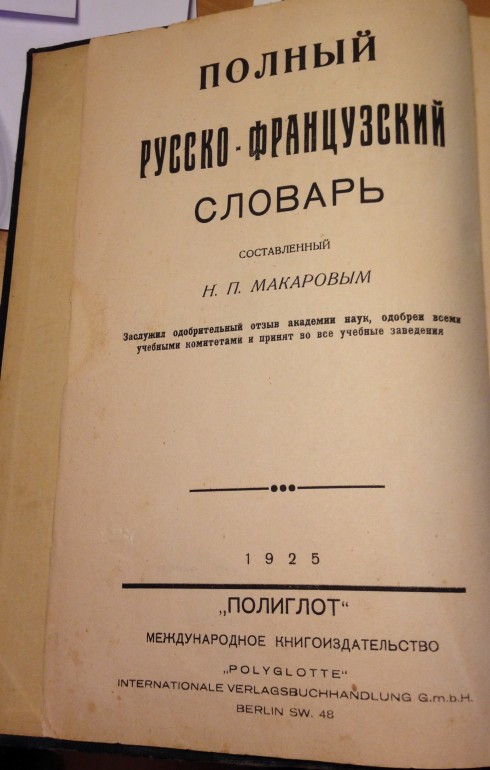 ПОЛНЫЙ
РУССКО-ФРАНЦУЗСКИЙ
СЛОВАРЬ
СОСТАВЛЕННЫЙ
Н. П. МАКАРОВЫМ
Заслужил одобрительный отзыв академии наук, одобрен всеми
учебными комитетами и принят во все учебные заведения
1925
„ПОЛИГЛОТ“
МЕЖДУНАРОДНОЕ КНИГОИЗДАТЕЛЬСТВО
„POLYGLOTTE“
INTERNATIONALE VERLAGSBUCHHANDLUNG G.m.b.H.
BERLIN SW. 48